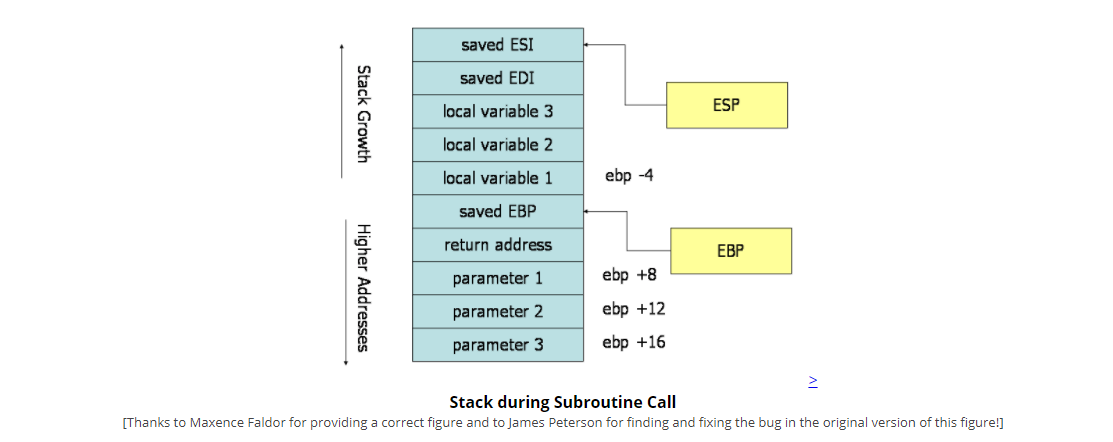 saved ESI
saved EDI
local variable 3
local variable 2
local variable 1
saved EBP
return address
parameter 1
parameter 2
parameter 3
Stack Growth
Higher Addresses
ebp -4
ebp +8
ebp +12
ebp +16
ESP
EBP
>
Stack during Subroutine Call
[Thanks to Maxence Faldor for providing a correct figure and to James Peterson for finding and fixing the bug in the original version of this figure!]